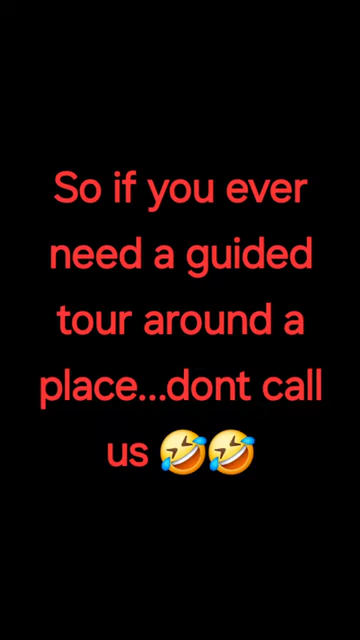 So if you ever
need a guided
tour around a
place...dont call
us 🤣🤣